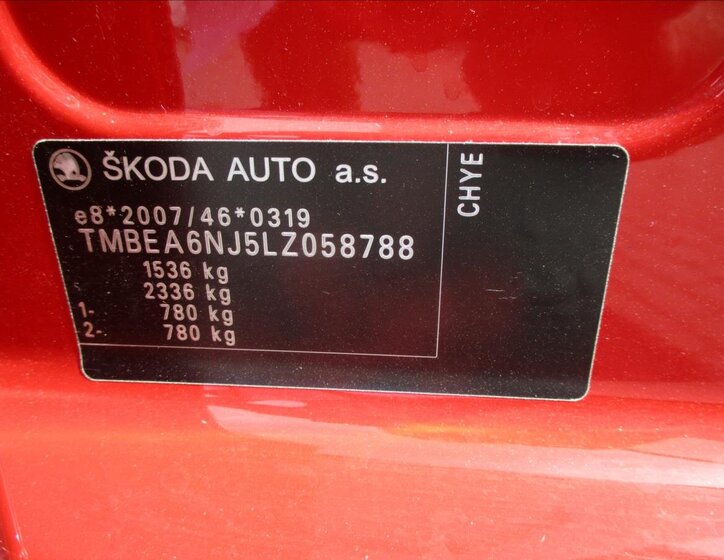 ŠKODA AUTO a.s.
e8*2007/46*0319
TMBEA6NJ5LZ058788
1536 kg
2336 kg
1- 780 kg
2- 780 kg
CHYE